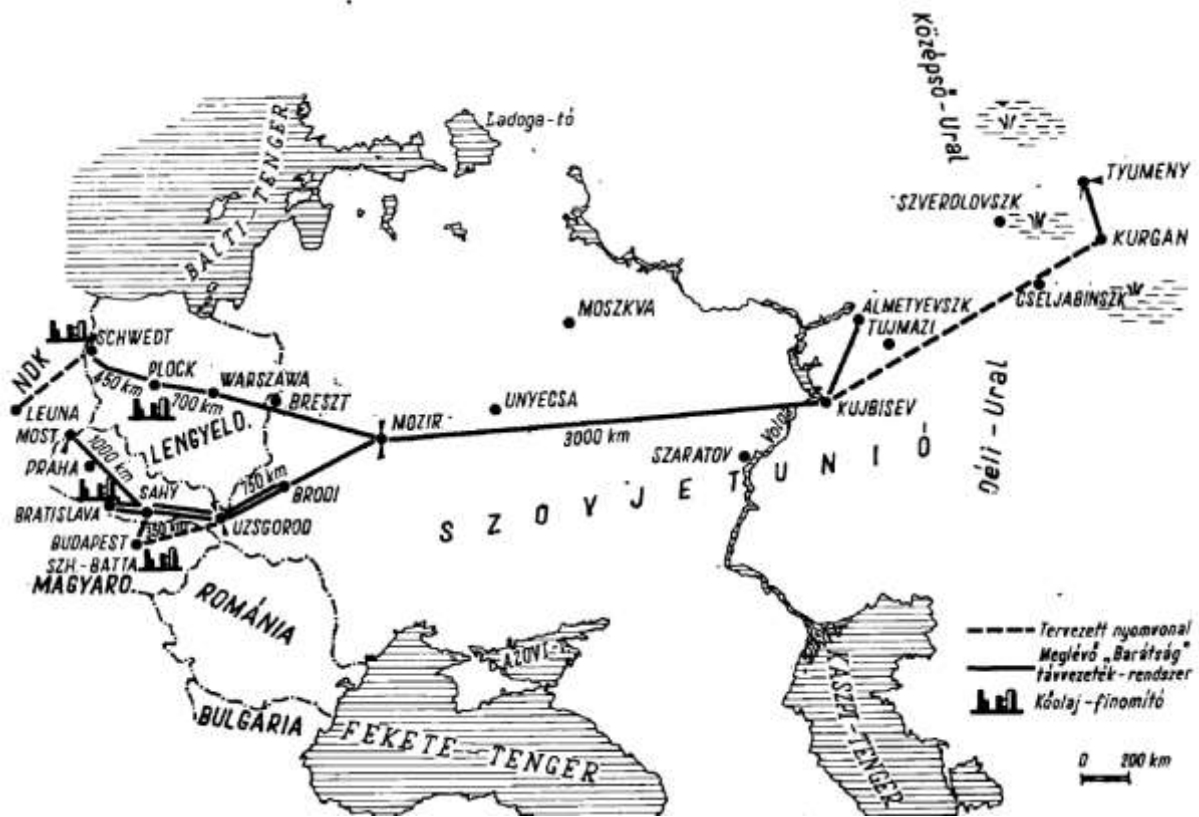 Középső-Ural
Ladoga-tó
BALTI-TENGER
TYUMENY
SZVERDLOVSZK
KURGAN
CSELJABINSZK
ALMETYEVSZK
TUJMAZI
MOSZKVA
SCHWEDT
NDK
PLOCK
450 km
WARSZAWA
700 km
BRESZT
LEUNA
UNYECSA
KUJBISEV
MOZIR
3000 km
Volga
MOST
LENGYELO.
1000 km
PRAHA
SZARATOV
Déli-Ural
SZOVJETUNIÓ
750 km
SAHY
BRODI
BRATISLAVA
UZSGOROD
BUDAPEST
SZH-BATTA
MAGYARO.
ROMÁNIA
AZOVI-T.
BULGÁRIA
FEKETE-TENGER
KASZPI-TENGER
Tervezett nyomvonal
Meglévő „Barátság"
távvezeték-rendszer
Kőolaj-finomító
0 200 km